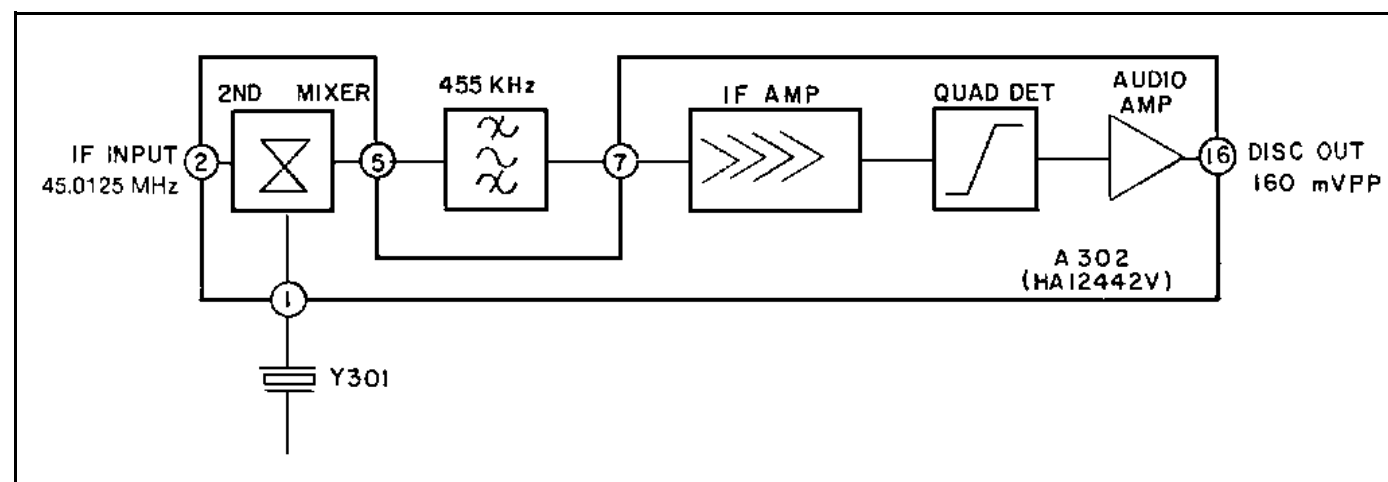 2ND MIXER
455 KHz
IF AMP
QUAD DET
AUDIO
AMP
IF INPUT
45.0125 MHz
2
5
7
16
DISC OUT
160 mVPP
A 302
(HA12442V)
1
Y301